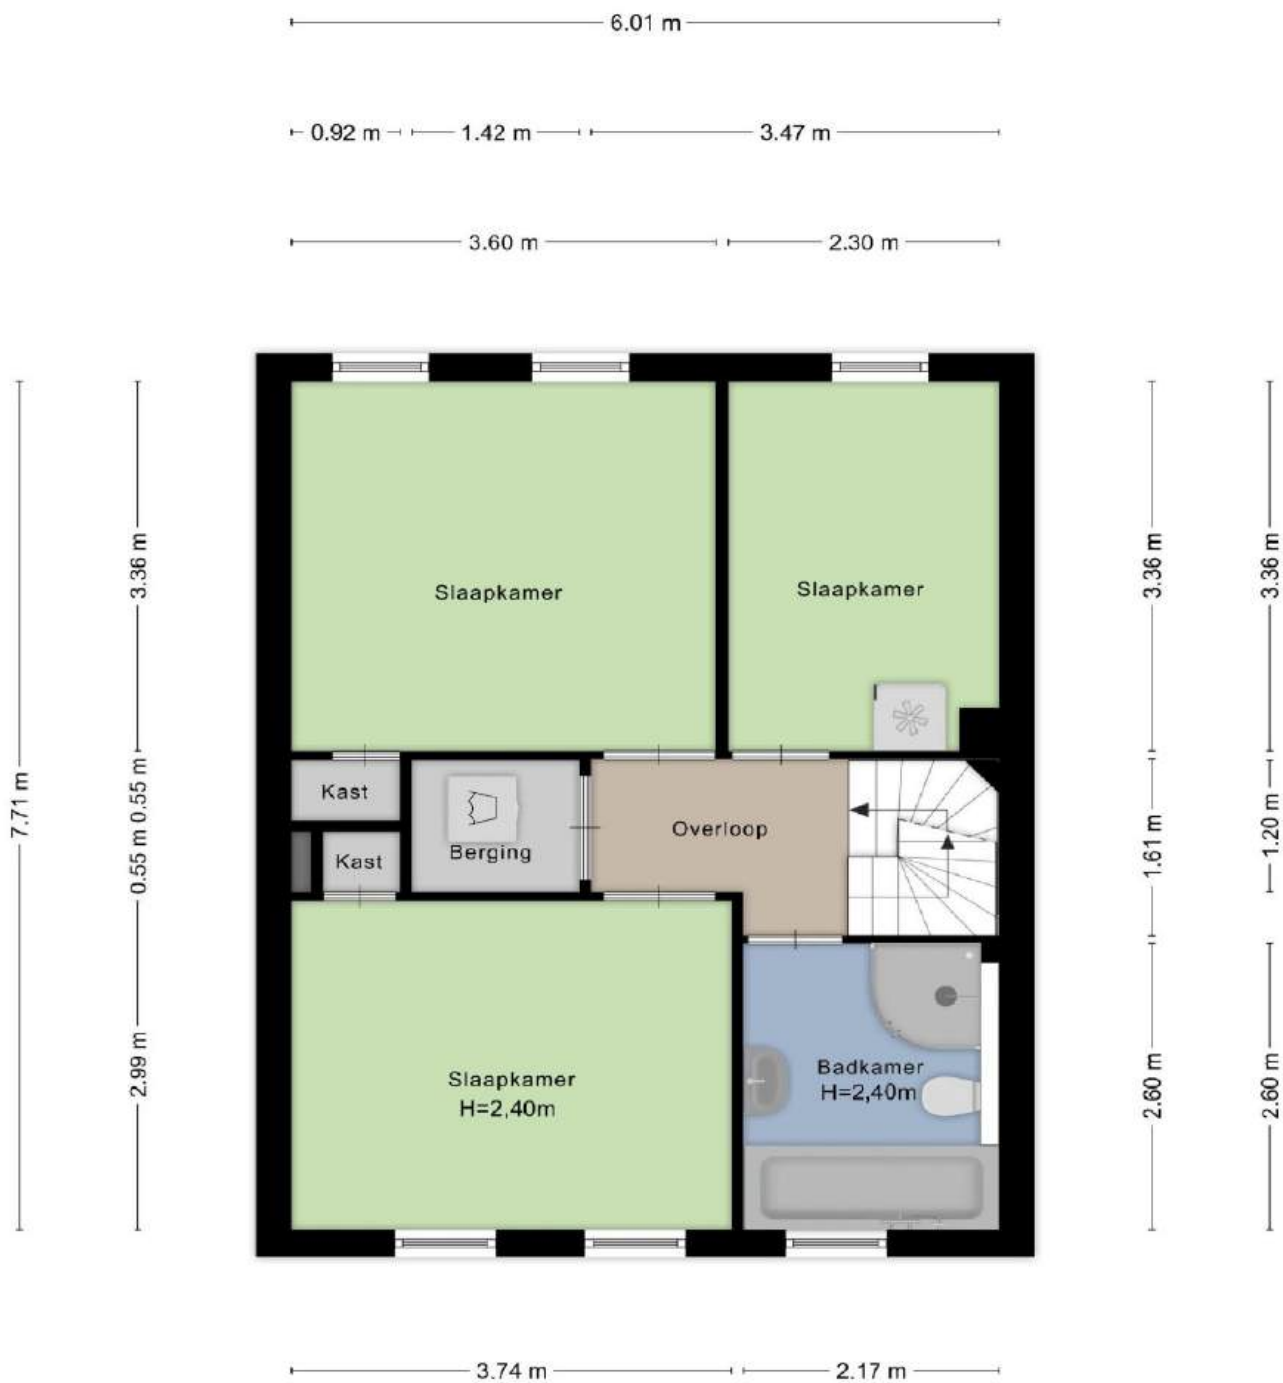 6.01 m
0.92 m
1.42 m
3.47 m
3.60 m
2.30 m
7.71 m
3.36 m
0.55 m
0.55 m
2.99 m
Slaapkamer
Slaapkamer
Kast
Kast
Berging
Overloop
Slaapkamer
H=2,40m
Badkamer
H=2,40m
3.36 m
1.61 m
2.60 m
3.36 m
1.20 m
2.60 m
3.74 m
2.17 m